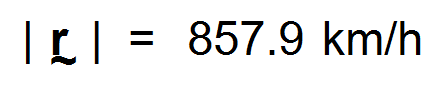 | r̰ | = 857.9 km/h